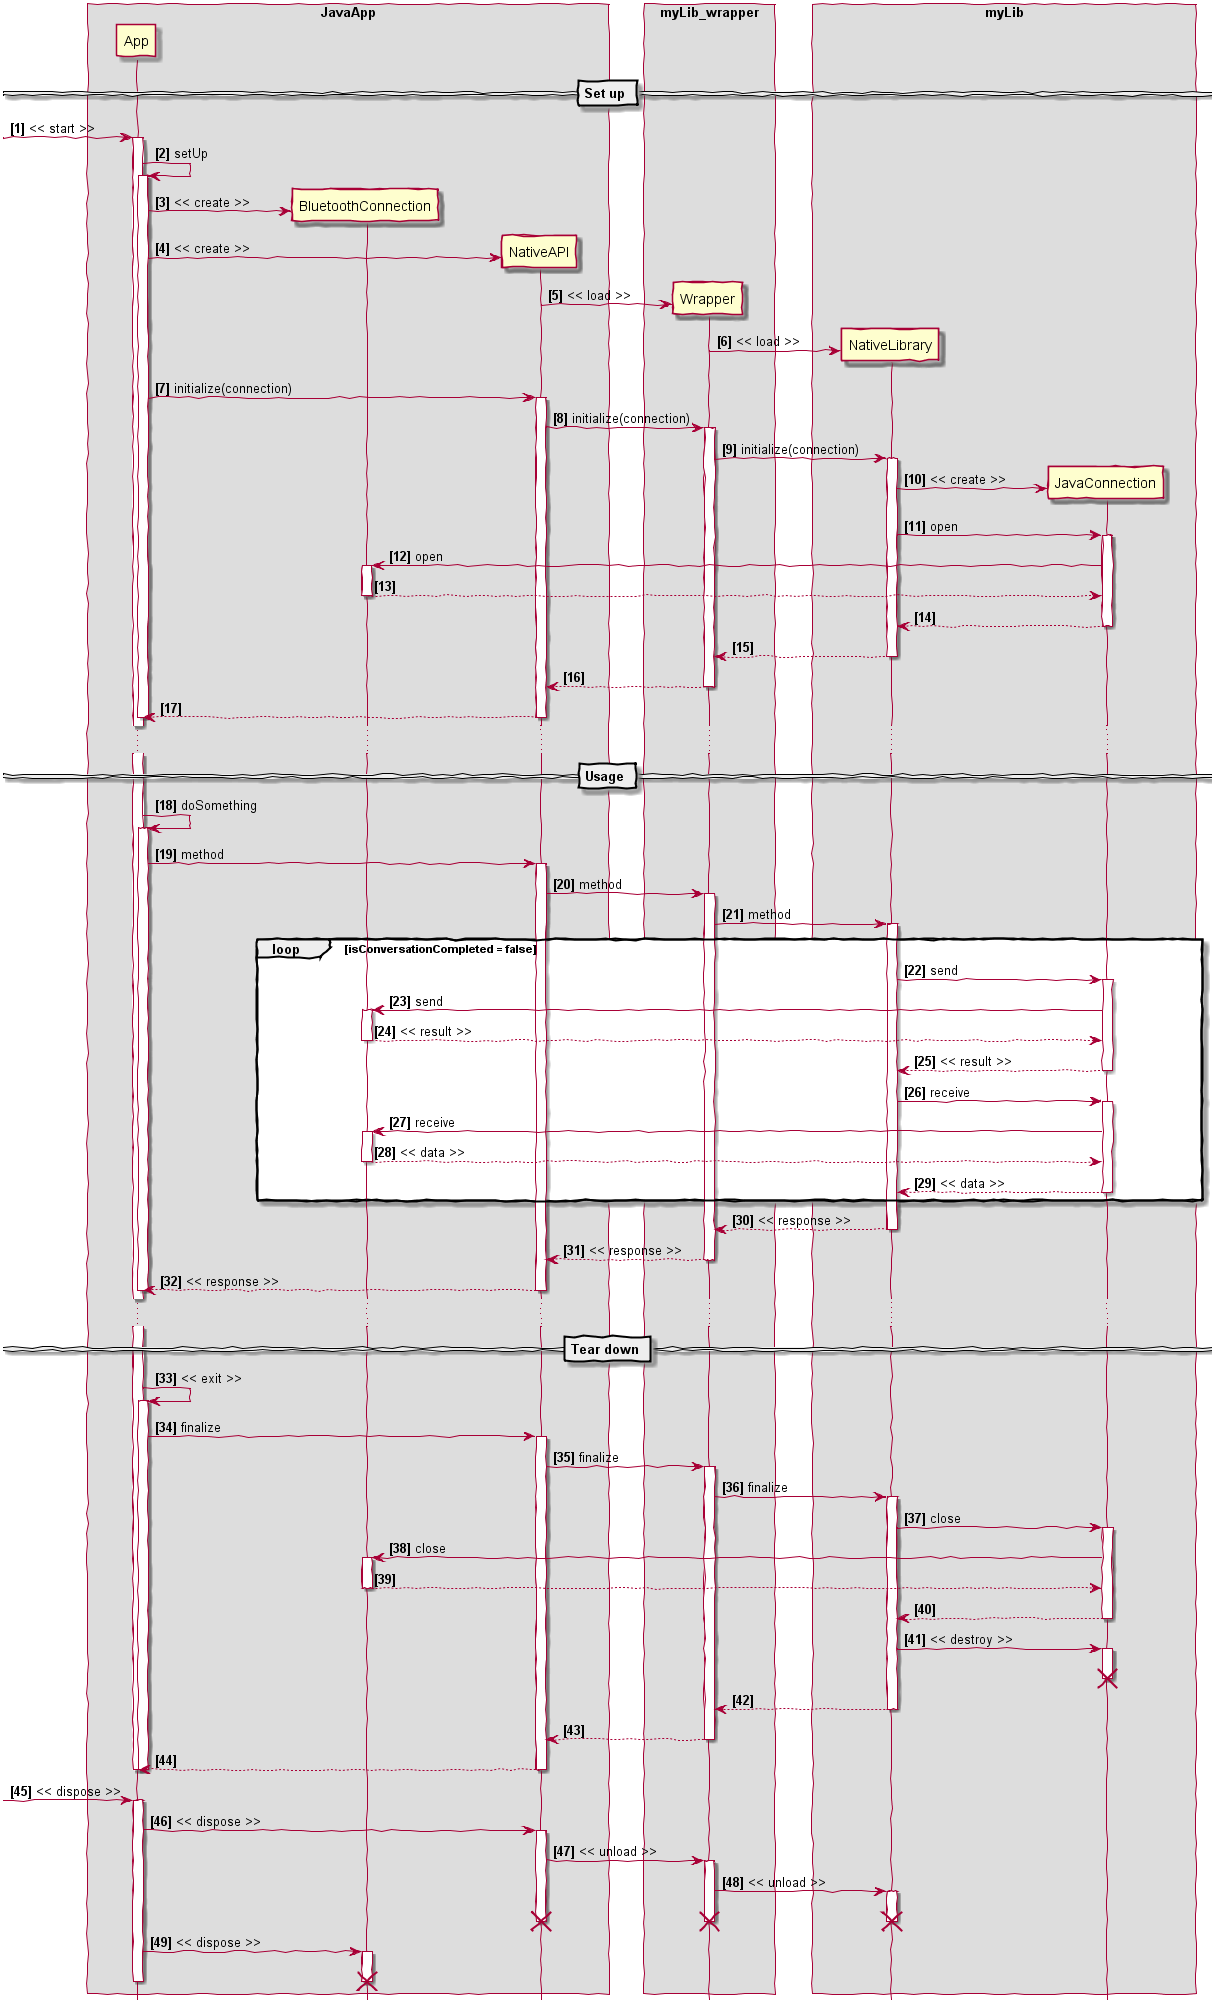 JavaApp
myLib_wrapper
myLib
App
Set up
[1] << start >>
[2] setUp
[3] << create >>
BluetoothConnection
[4] << create >>
NativeAPI
[5] << load >>
Wrapper
[6] << load >>
NativeLibrary
[7] initialize(connection)
[8] initialize(connection)
[9] initialize(connection)
[10] << create >>
JavaConnection
[11] open
[12] open
[13]
[14]
[15]
[16]
[17]
Usage
[18] doSomething
[19] method
[20] method
[21] method
loop
[isConversationCompleted = false]
[22] send
[23] send
[24] << result >>
[25] << result >>
[26] receive
[27] receive
[28] << data >>
[29] << data >>
[30] << response >>
[31] << response >>
[32] << response >>
Tear down
[33] << exit >>
[34] finalize
[35] finalize
[36] finalize
[37] close
[38] close
[39]
[40]
[41] << destroy >>
[42]
[43]
[44]
[45] << dispose >>
[46] << dispose >>
[47] << unload >>
[48] << unload >>
[49] << dispose >>